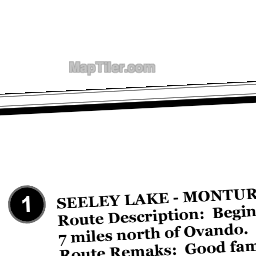 MapTiler.com
1
SEELEY LAKE - MONTUR
Route Description: Begin
7 miles north of Ovando.
Route Remaks: Good fam